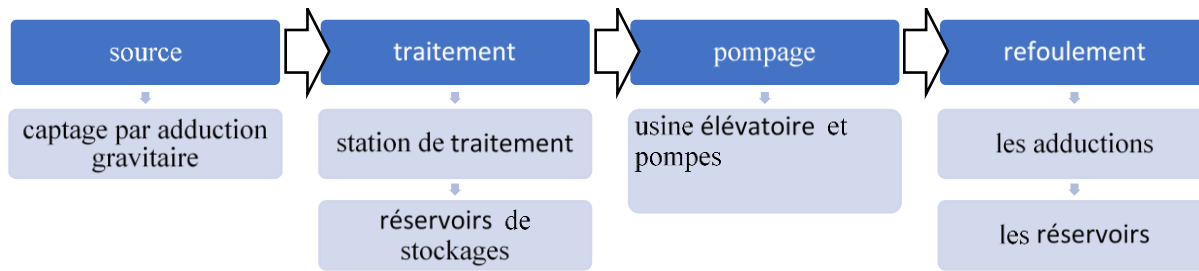 source
traitement
pompage
refoulement
captage par adduction
gravitaire
station de traitement
réservoirs de
stockages
usine élévatoire et
pompes
les adductions
les réservoirs